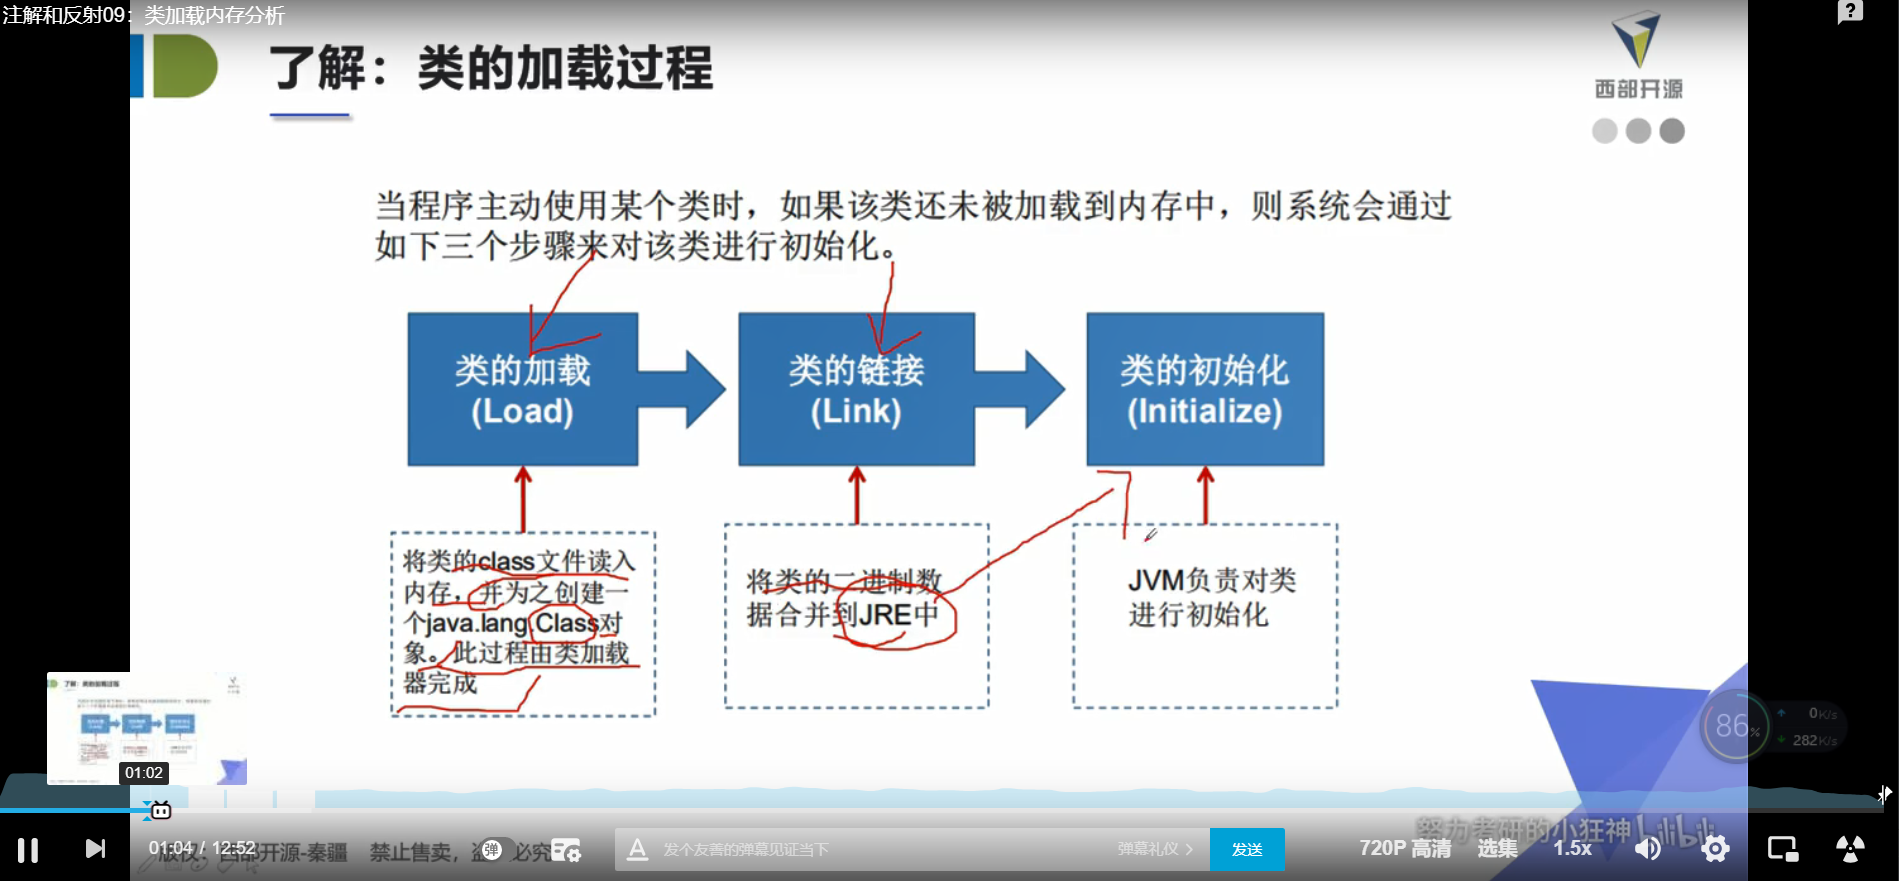 注解和反射09：类加载内存分析
了解：类的加载过程
西部开源
当程序主动使用某个类时，如果该类还未被加载到内存中，则系统会通过
如下三个步骤来对该类进行初始化。
类的加载
(Load)
类的链接
(Link)
类的初始化
(Initialize)
将类的class文件读入
内存，并为之创建一
个java.lang.Class对
象。此过程由类加载
器完成
将类的二进制数
据合并到JRE中
JVM负责对类
进行初始化
86%
0K/s
282K/s
了解：类的加载过程
01:02
努力考研的小狂神
bilibili
01:04 / 12:52
版权：西部开源-秦疆
禁止售卖，
必究
弹
发个友善的弹幕见证当下
弹幕礼仪
发送
720P 高清
选集
1.5x